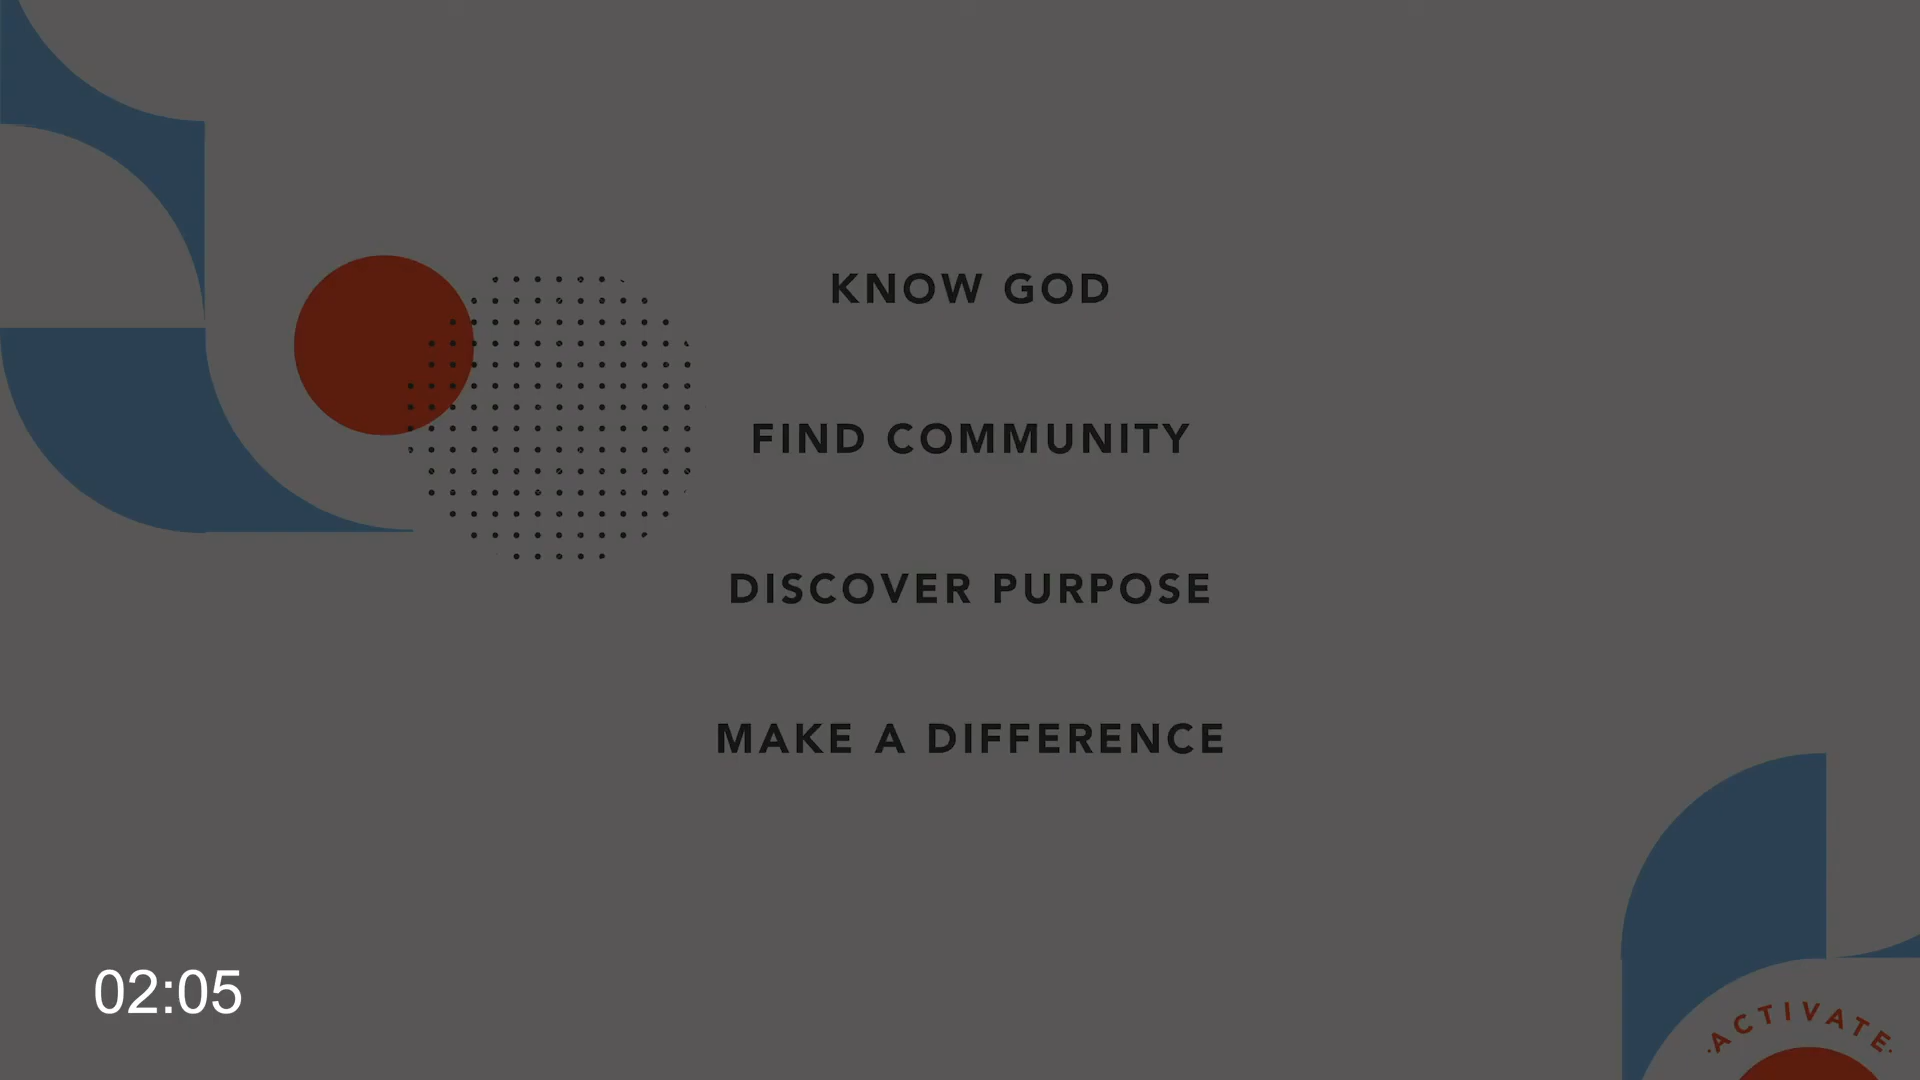 KNOW GOD
FIND COMMUNITY
DISCOVER PURPOSE
MAKE A DIFFERENCE
02:05
·ACTIVATE·